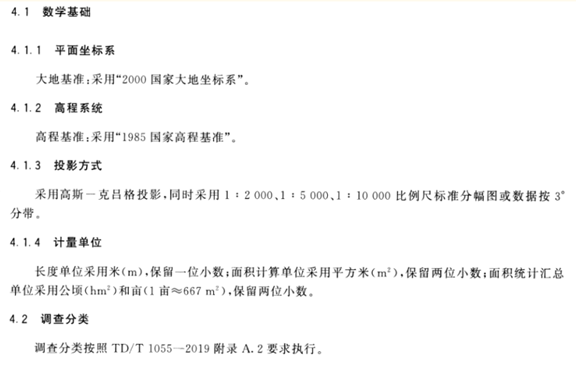 4.1 数学基础
4.1.1 平面坐标系
大地基准:采用“2000 国家大地坐标系”。
4.1.2 高程系统
高程基准:采用“1985 国家高程基准”。
4.1.3 投影方式
采用高斯—克吕格投影,同时采用 1∶2 000、1∶5 000、1∶10 000 比例尺标准分幅图或数据按 3°
分带。
4.1.4 计量单位
长度单位采用米(m),保留一位小数;面积计算单位采用平方米(m²),保留两位小数;面积统计汇总
单位采用公顷(hm²)和亩(1 亩≈667 m²),保留两位小数。
4.2 调查分类
调查分类按照 TD/T 1055—2019 附录 A.2 要求执行。